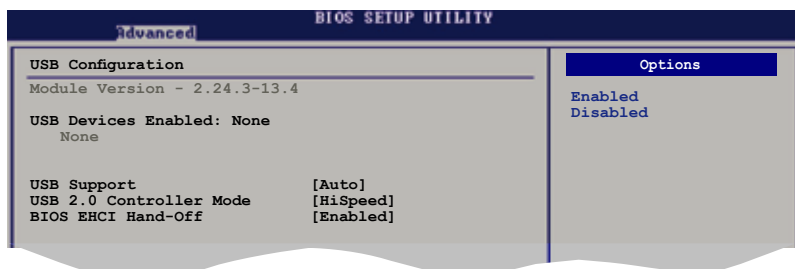 BIOS SETUP UTILITY
Advanced
USB Configuration
Module Version - 2.24.3-13.4
USB Devices Enabled: None
None
USB Support [Auto]
USB 2.0 Controller Mode [HiSpeed]
BIOS EHCI Hand-Off [Enabled]
Options
Enabled
Disabled